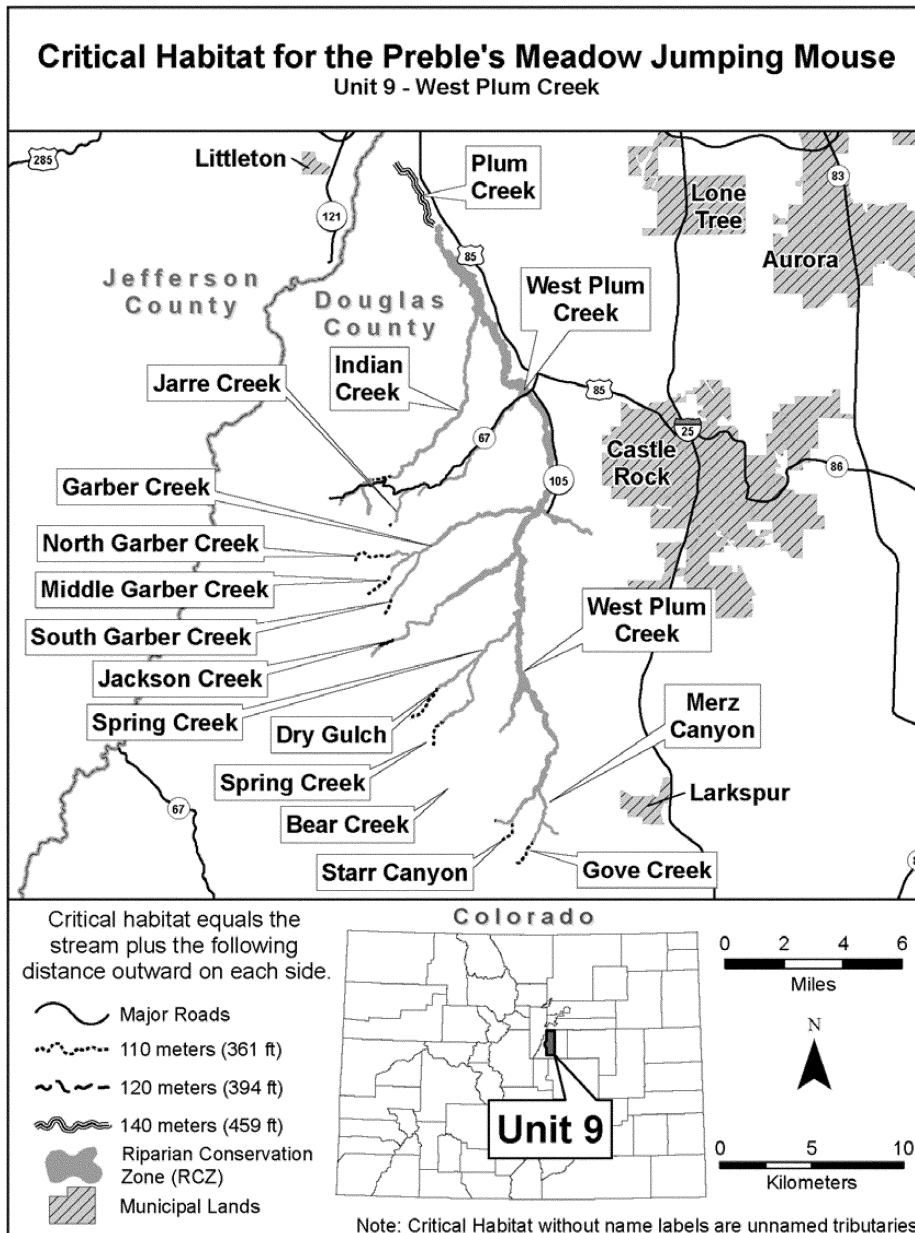 Critical Habitat for the Preble's Meadow Jumping Mouse
Unit 9 - West Plum Creek
285
Littleton
Plum
Creek
83
121
Lone
Tree
85
Aurora
Jefferson
County
Douglas
County
West Plum
Creek
Indian
Creek
Jarre Creek
85
67
25
Castle
Rock
86
105
Garber Creek
North Garber Creek
Middle Garber Creek
South Garber Creek
West Plum
Creek
Jackson Creek
Spring Creek
Merz
Canyon
Dry Gulch
Spring Creek
Larkspur
67
Bear Creek
Starr Canyon
Gove Creek
Critical habitat equals the
stream plus the following
distance outward on each side.
Major Roads
110 meters (361 ft)
120 meters (394 ft)
140 meters (459 ft)
Riparian Conservation
Zone (RCZ)
Municipal Lands
Colorado
Unit 9
0 2 4 6
Miles
N
0 5 10
Kilometers
Note: Critical Habitat without name labels are unnamed tributaries